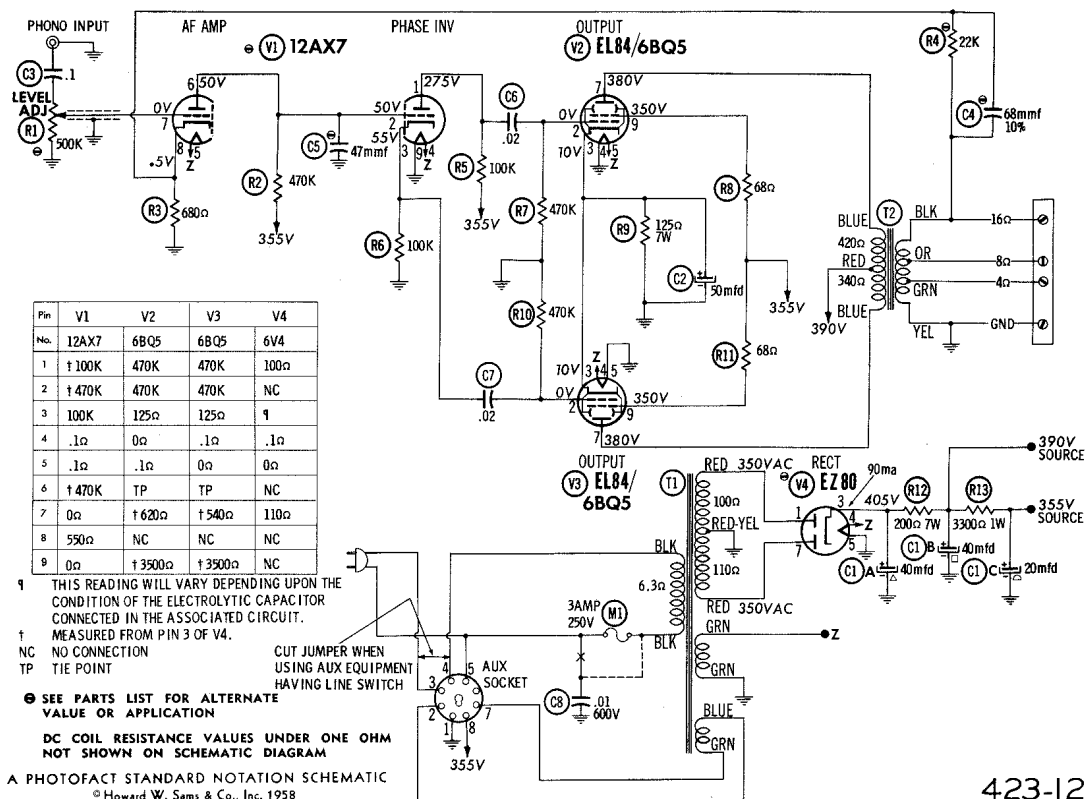 PHONO INPUT
AF AMP
⊖ V1 12AX7
PHASE INV
OUTPUT
V2 EL84/6BQ5
C3 .1
LEVEL ADJ
R1 ⊖
500K
6 50V
0V
7
8 5
Z
.5V
R3 680Ω
R2 470K
355V
50V
2
C5 ⊖
47mmf
1 275V
55V
3 9 4
Z
R5 100K
355V
R6 100K
C6 .02
0V
2
7 380V
350V
9
10V
3 4 5
Z
R7 470K
R9 125Ω 7W
C2 50mfd
R8 68Ω
355V
R10 470K
R11 68Ω
C7 .02
10V
Z
3 4 5
0V
2
350V
9
7 380V
OUTPUT
V3 EL84/
6BQ5
R4 ⊖
22K
C4 ⊖
68mmf
10%
T2
BLUE
420Ω
RED
340Ω
BLUE
390V
BLK
16Ω
OR
8Ω
4Ω
GRN
YEL
GND
Pin No. V1 V2 V3 V4
12AX7 6BQ5 6BQ5 6V4
1 †100K 470K 470K 100Ω
2 †470K 470K 470K NC
3 100K 125Ω 125Ω ¶
4 .1Ω 0Ω .1Ω .1Ω
5 .1Ω .1Ω 0Ω 0Ω
6 †470K TP TP NC
7 0Ω †620Ω †540Ω 110Ω
8 550Ω NC NC NC
9 0Ω †3500Ω †3500Ω NC
¶ THIS READING WILL VARY DEPENDING UPON THE
CONDITION OF THE ELECTROLYTIC CAPACITOR
CONNECTED IN THE ASSOCIATED CIRCUIT.
† MEASURED FROM PIN 3 OF V4.
NC NO CONNECTION
TP TIE POINT
⊖ SEE PARTS LIST FOR ALTERNATE
VALUE OR APPLICATION
DC COIL RESISTANCE VALUES UNDER ONE OHM
NOT SHOWN ON SCHEMATIC DIAGRAM
A PHOTOFACT STANDARD NOTATION SCHEMATIC
© Howard W. Sams & Co., Inc. 1958
CUT JUMPER WHEN
USING AUX EQUIPMENT
HAVING LINE SWITCH
4 5
3
2
7
1 8
AUX
SOCKET
355V
3AMP
250V
M1
C8 .01
600V
BLK
6.3Ω
BLK
T1
RED 350VAC
100Ω
RED-YEL
110Ω
RED 350VAC
GRN
Z
GRN
BLUE
GRN
RECT
⊖ V4 EZ80
90ma
1
7
3 405V
4
Z
5
R12
200Ω 7W
R13
3300Ω 1W
C1 A 40mfd
C1 B 40mfd
C1 C 20mfd
390V
SOURCE
355V
SOURCE
423-12